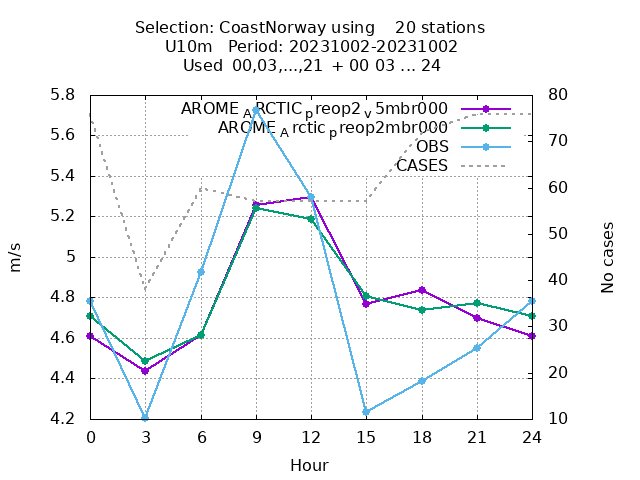 Selection: CoastNorway using    20 stations
U10m   Period: 20231002-20231002
Used  00,03,...,21  + 00 03 ... 24
AROME_ARCTIC_preop2_v5mbr000
AROME_Arctic_preop2mbr000
OBS
CASES
5.8
5.6
5.4
5.2
5
4.8
4.6
4.4
4.2
80
70
60
50
40
30
20
10
m/s
No cases
0 3 6 9 12 15 18 21 24
Hour